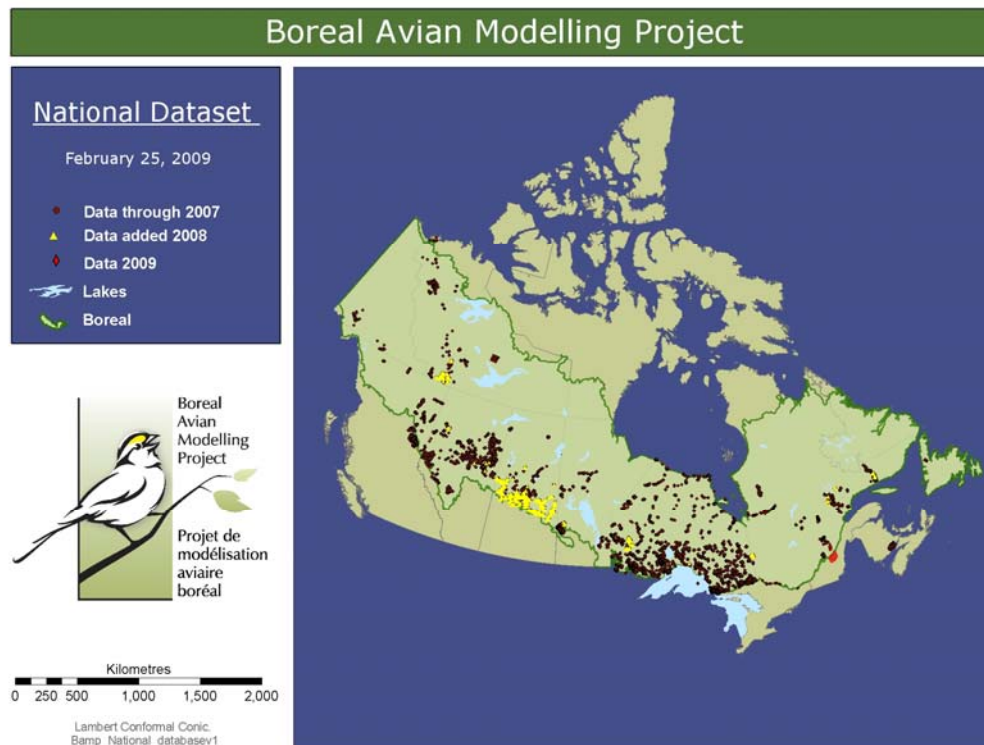 Boreal Avian Modelling Project
National Dataset
February 25, 2009
Data through 2007
Data added 2008
Data 2009
Lakes
Boreal
Boreal
Avian
Modelling
Project
Projet de
modélisation
aviaire
boréal
Kilometres
0 250 500 1,000 1,500 2,000
Lambert Conformal Conic.
Bamp_National_databasev1